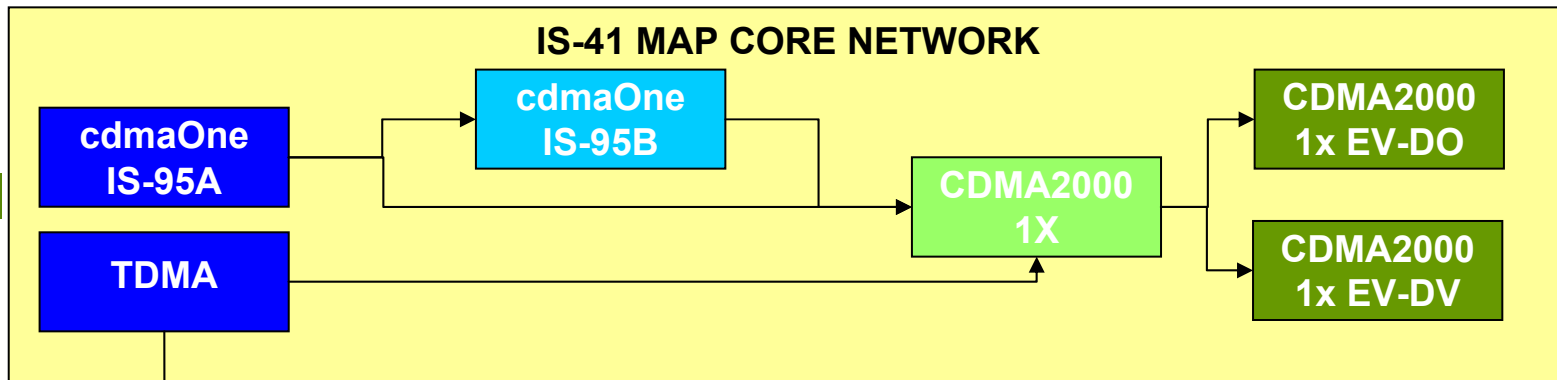 IS-41 MAP CORE NETWORK
cdmaOne
IS-95A
cdmaOne
IS-95B
CDMA2000
1X
CDMA2000
1x EV-DO
TDMA
CDMA2000
1x EV-DV